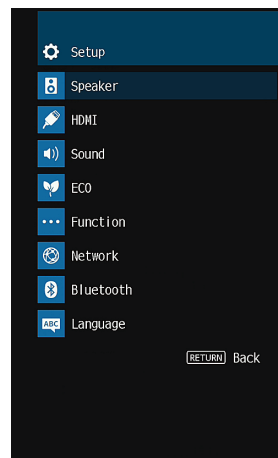 Setup
Speaker
HDMI
Sound
ECO
Function
Network
Bluetooth
ABC Language
RETURN Back